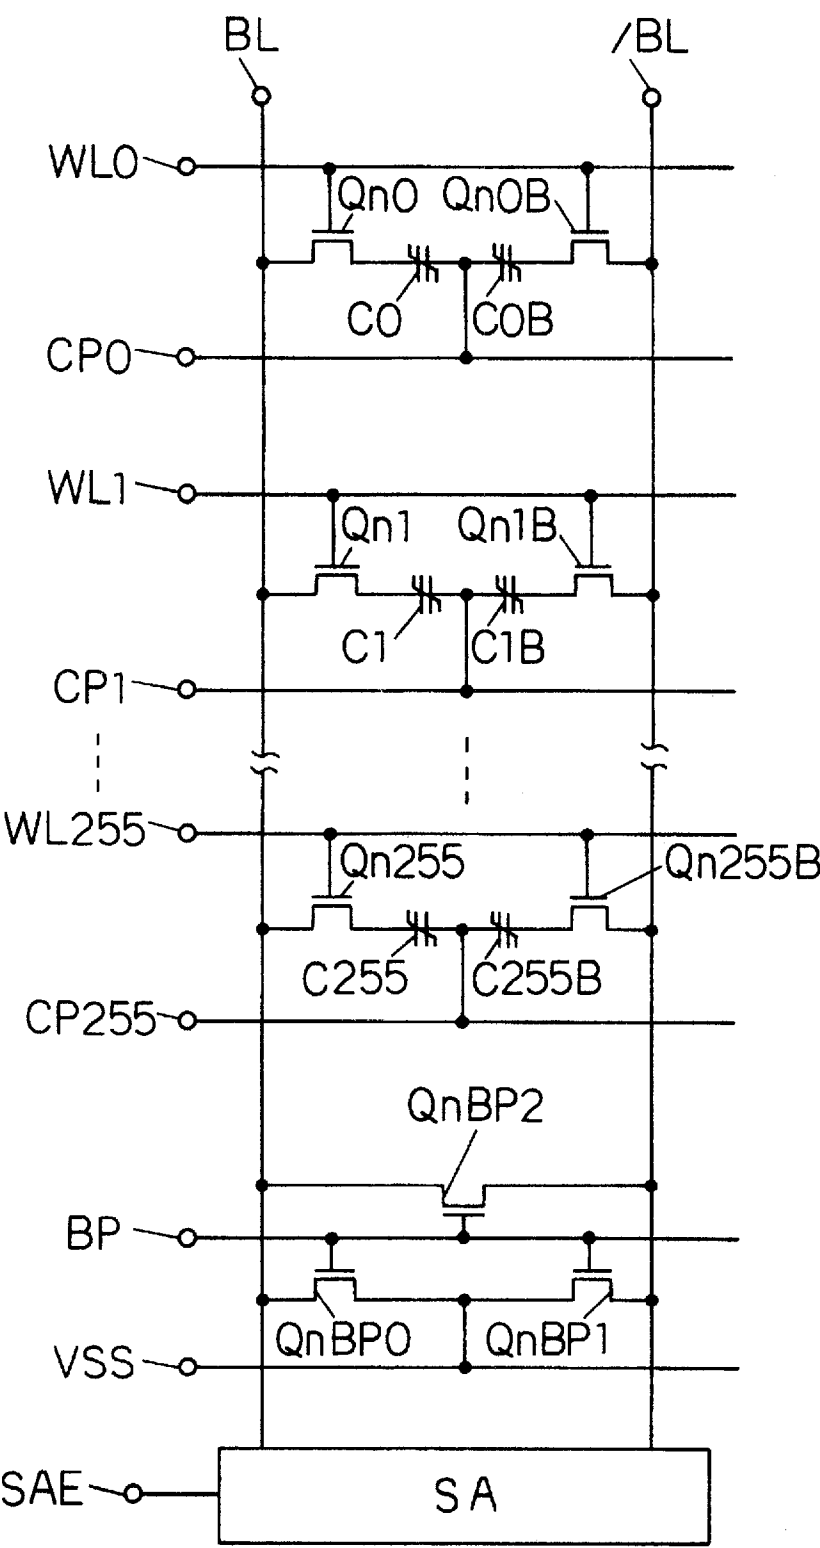 BL /BL
WL0
Qn0 Qn0B
C0 C0B
CP0
WL1
Qn1 Qn1B
C1 C1B
CP1
WL255
Qn255 Qn255B
C255 C255B
CP255
QnBP2
BP
QnBP0 QnBP1
VSS
SAE SA